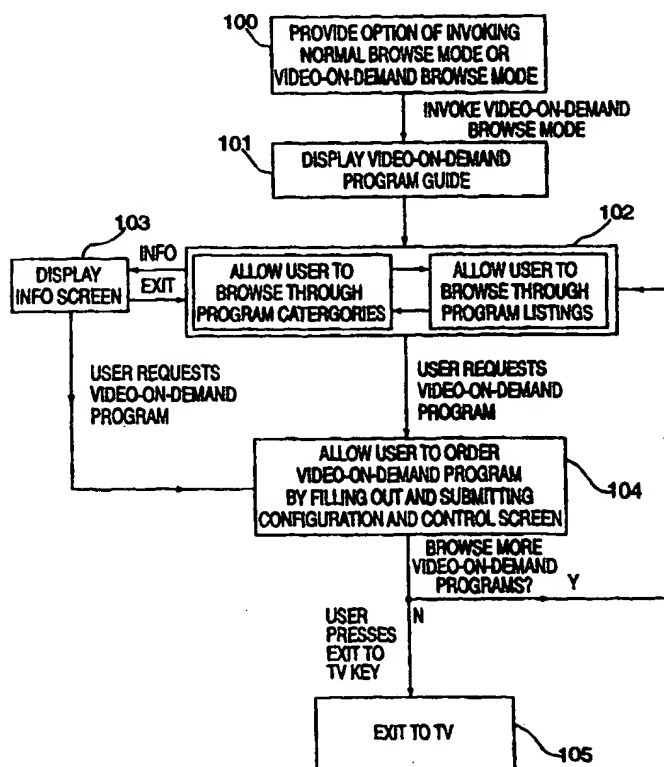 100
PROVIDE OPTION OF INVOKING
NORMAL BROWSE MODE OR
VIDEO-ON-DEMAND BROWSE MODE
INVOKE VIDEO-ON-DEMAND
BROWSE MODE
101
DISPLAY VIDEO-ON-DEMAND
PROGRAM GUIDE
103
102
DISPLAY
INFO SCREEN
INFO
EXIT
ALLOW USER TO
BROWSE THROUGH
PROGRAM CATERGORIES
ALLOW USER TO
BROWSE THROUGH
PROGRAM LISTINGS
USER REQUESTS
VIDEO-ON-DEMAND
PROGRAM
USER REQUESTS
VIDEO-ON-DEMAND
PROGRAM
ALLOW USER TO ORDER
VIDEO-ON-DEMAND PROGRAM
BY FILLING OUT AND SUBMITTING
CONFIGURATION AND CONTROL SCREEN
104
BROWSE MORE
VIDEO-ON-DEMAND
PROGRAMS?
Y
N
USER
PRESSES
EXIT TO
TV KEY
EXIT TO TV
105